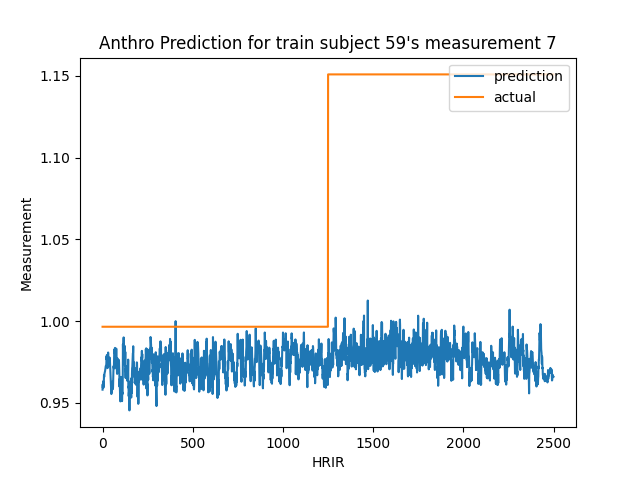 Anthro Prediction for train subject 59's measurement 7
prediction
actual
1.15
1.10
1.05
1.00
0.95
Measurement
0
500
1000
1500
2000
2500
HRIR